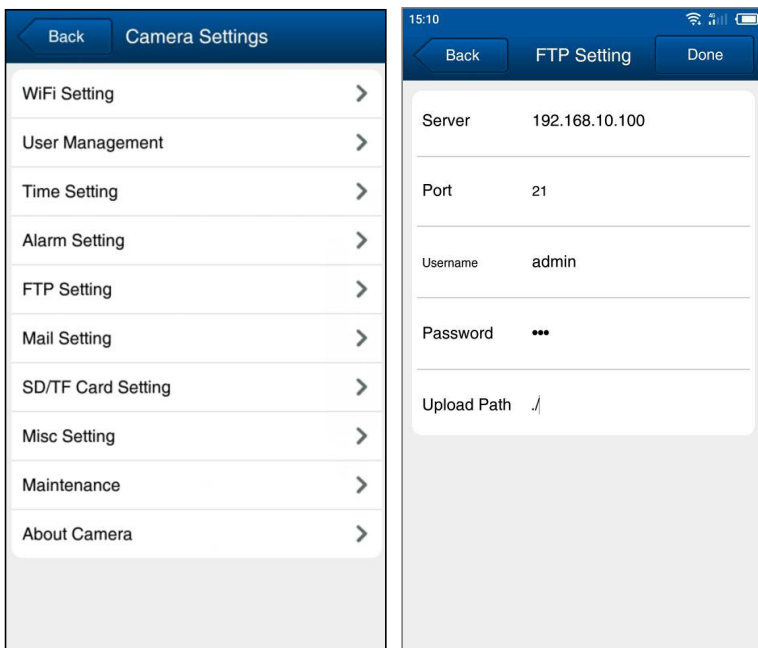 Back Camera Settings
WiFi Setting
User Management
Time Setting
Alarm Setting
FTP Setting
Mail Setting
SD/TF Card Setting
Misc Setting
Maintenance
About Camera
15:10 4G
Back FTP Setting Done
Server 192.168.10.100
Port 21
Username admin
Password •••
Upload Path ./